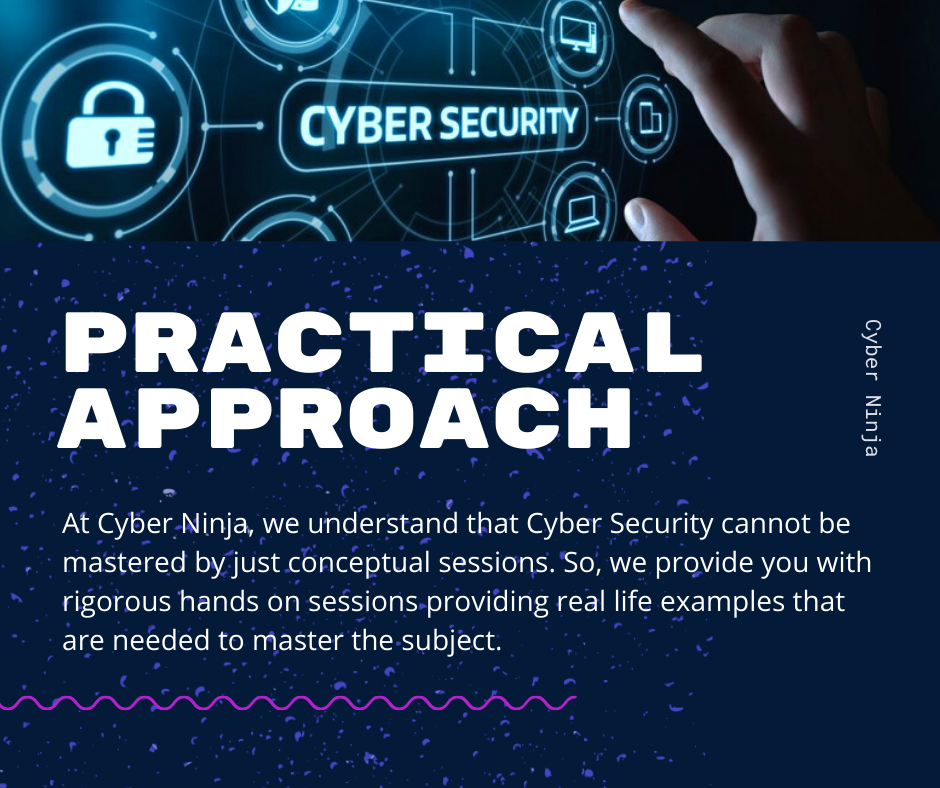 CYBER SECURITY
PRACTICAL
APPROACH
Cyber Ninja
At Cyber Ninja, we understand that Cyber Security cannot be
mastered by just conceptual sessions. So, we provide you with
rigorous hands on sessions providing real life examples that
are needed to master the subject.